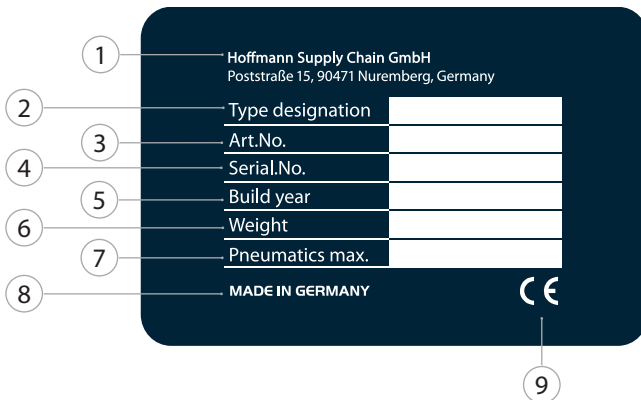 1
Hoffmann Supply Chain GmbH
Poststraße 15, 90471 Nuremberg, Germany
2
Type designation
3
Art.No.
4
Serial.No.
5
Build year
6
Weight
7
Pneumatics max.
8
MADE IN GERMANY
CE
9